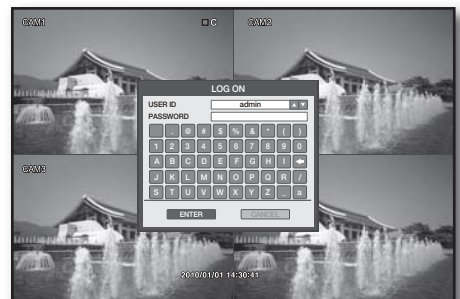 CAM1
C
CAM2
LOG ON
USER ID admin
PASSWORD
. @ # $ % & * ( )
1 2 3 4 5 6 7 8 9 0
A B C D E F G H I
J K L M N O P Q R /
S T U V W X Y Z _ a
ENTER CANCEL
CAM3
2010/01/01 14:30:41